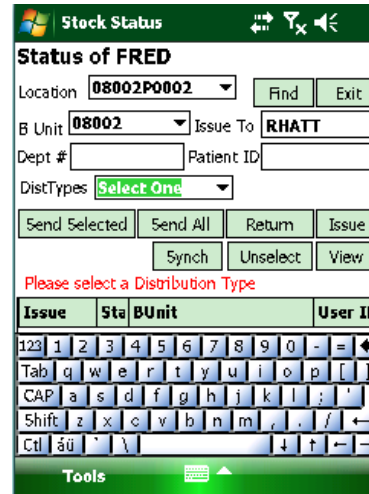 Stock Status
Status of FRED
Location 08002P0002 Find Exit
B Unit 08002 Issue To RHATT
Dept # Patient ID
DistTypes Select One
Send Selected Send All Return Issue
Synch Unselect View
Please select a Distribution Type
Issue Sta BUnit User I
123 1 2 3 4 5 6 7 8 9 0 - =
Tab q w e r t y u i o p [ ]
CAP a s d f g h j k l ; '
Shift z x c v b n m , . /
Ctl áü ` \
Tools